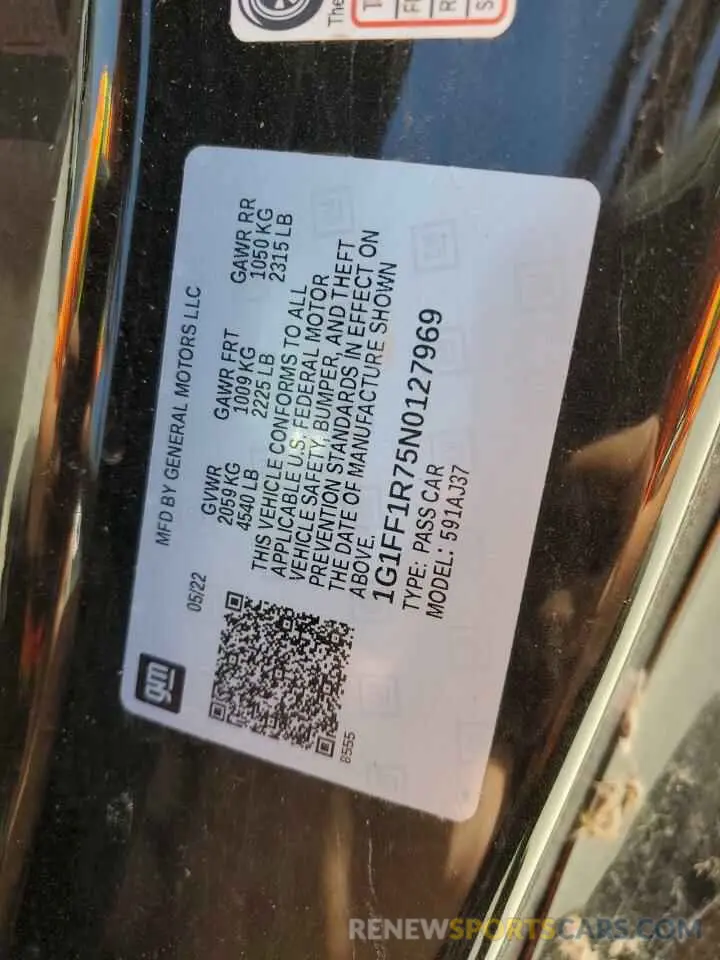 The
gm
05/22
MFD BY GENERAL MOTORS LLC
GVWR GAWR FRT GAWR RR
2059 KG 1009 KG 1050 KG
4540 LB 2225 LB 2315 LB
THIS VEHICLE CONFORMS TO ALL
APPLICABLE U.S. FEDERAL MOTOR
VEHICLE SAFETY, BUMPER, AND THEFT
PREVENTION STANDARDS IN EFFECT ON
THE DATE OF MANUFACTURE SHOWN
ABOVE.
1G1FF1R75N0127969
TYPE: PASS CAR
MODEL: 591AJ37
8555
RENEWSPORTSCARS.COM